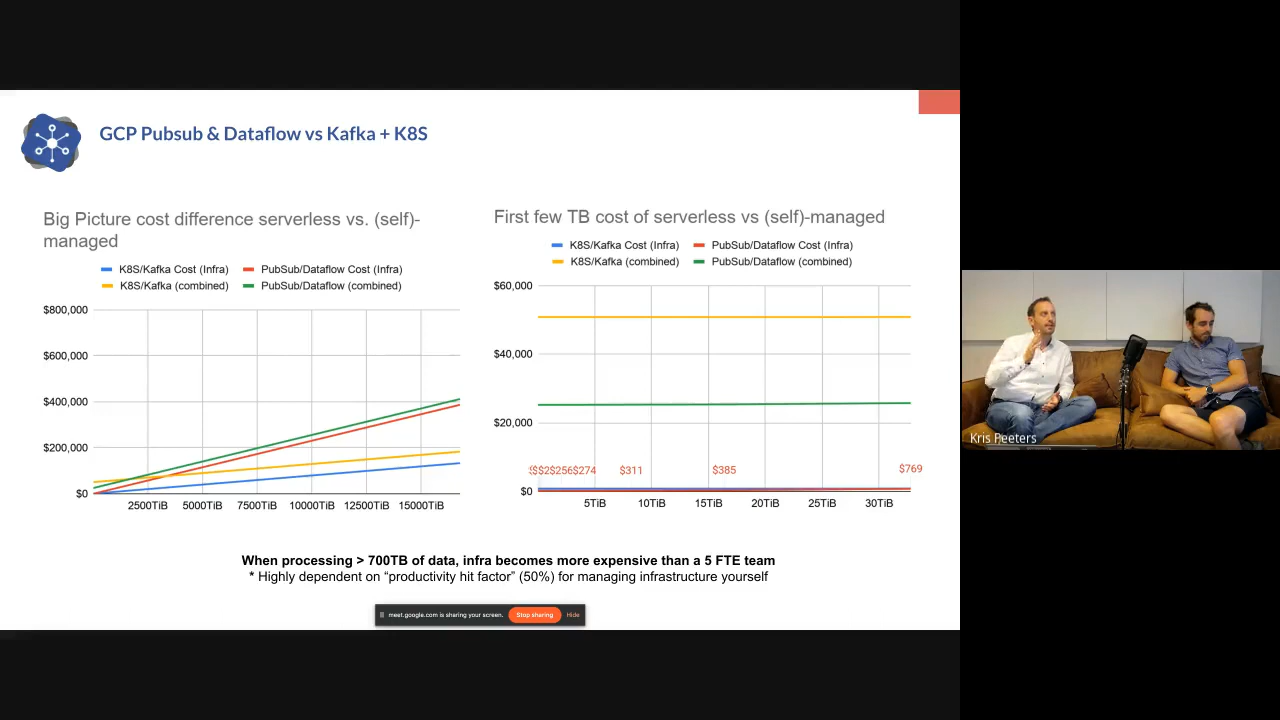 GCP Pubsub & Dataflow vs Kafka + K8S
Big Picture cost difference serverless vs. (self)-
managed
K8S/Kafka Cost (Infra)
PubSub/Dataflow Cost (Infra)
K8S/Kafka (combined)
PubSub/Dataflow (combined)
$800,000
$600,000
$400,000
$200,000
$0
2500TiB
5000TiB
7500TiB
10000TiB
12500TiB
15000TiB
First few TB cost of serverless vs (self)-managed
K8S/Kafka Cost (Infra)
PubSub/Dataflow Cost (Infra)
K8S/Kafka (combined)
PubSub/Dataflow (combined)
$60,000
$40,000
$20,000
$0
$256
$274
$311
$385
$769
5TiB
10TiB
15TiB
20TiB
25TiB
30TiB
When processing > 700TB of data, infra becomes more expensive than a 5 FTE team
* Highly dependent on “productivity hit factor” (50%) for managing infrastructure yourself
meet.google.com is sharing your screen.
Stop sharing
Hide
Kris Peeters